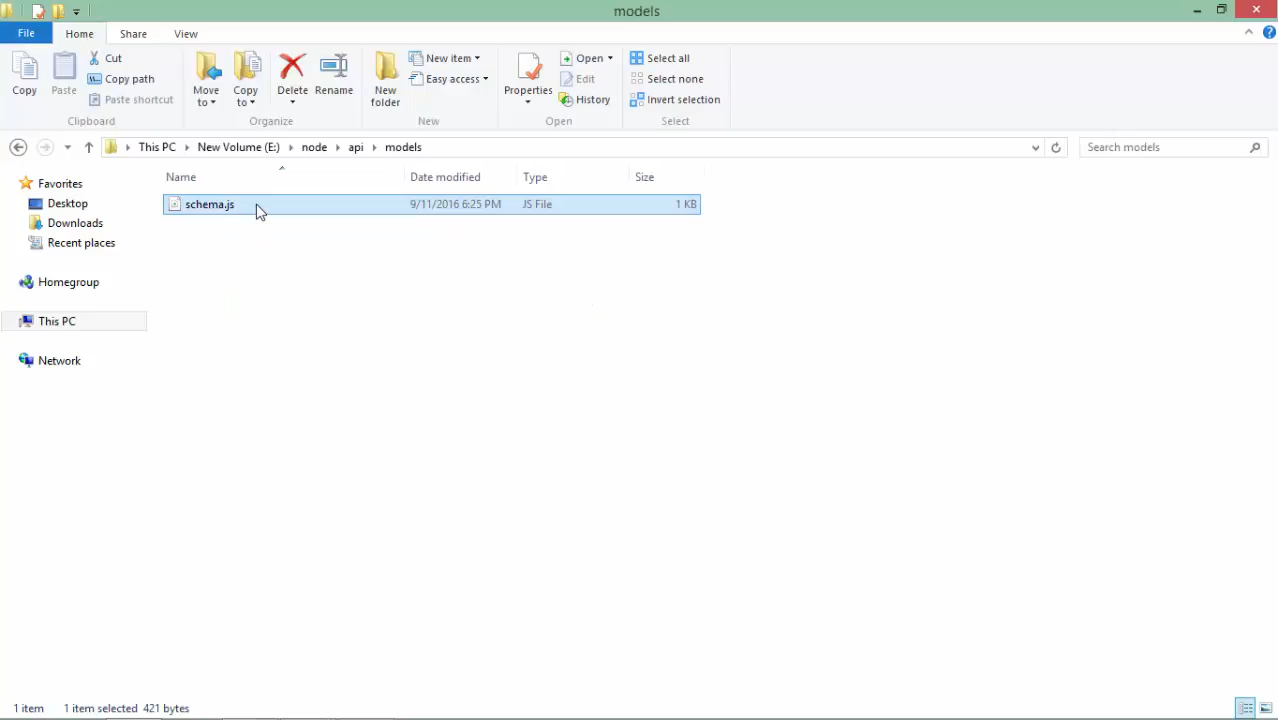 models
File Home Share View
Copy
Paste
Cut
Copy path
Paste shortcut
Clipboard
Move to
Copy to
Delete
Rename
Organize
New folder
New item
Easy access
New
Properties
Open
Edit
History
Open
Select all
Select none
Invert selection
Select
This PC New Volume (E:) node api models
Search models
Favorites
Desktop
Downloads
Recent places
Homegroup
This PC
Network
Name Date modified Type Size
schema.js 9/11/2016 6:25 PM JS File 1 KB
1 item 1 item selected 421 bytes